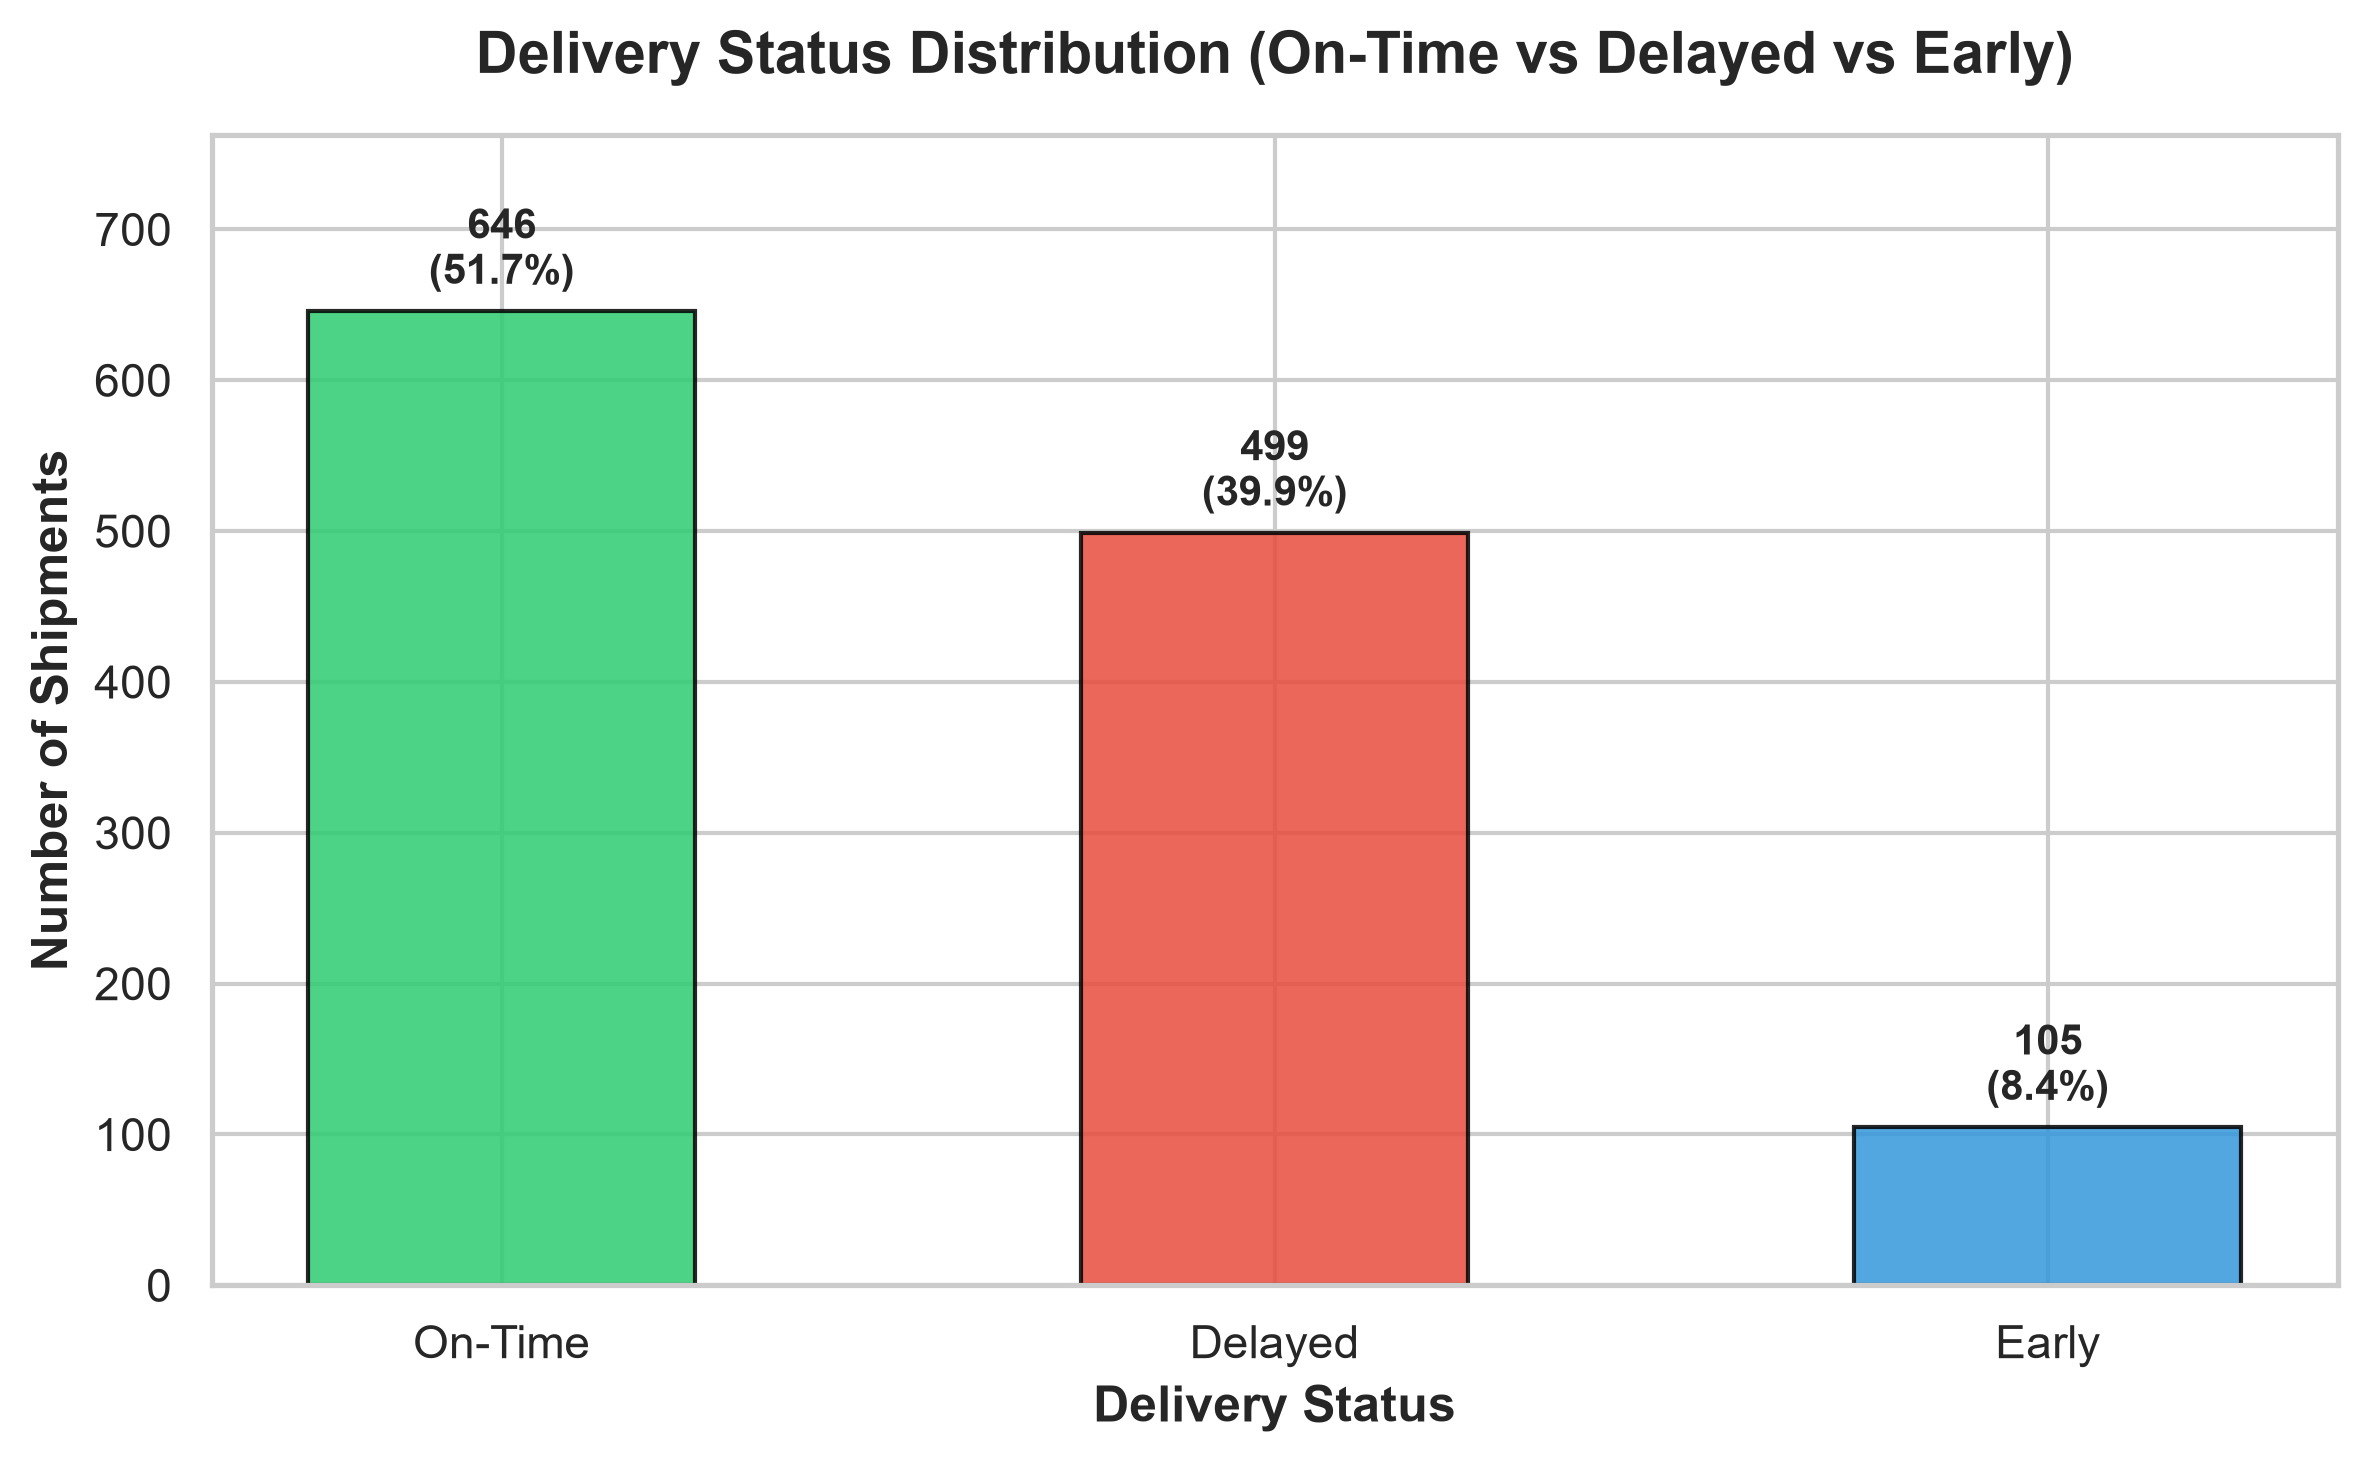 Delivery Status Distribution (On-Time vs Delayed vs Early)
Number of Shipments
700
600
500
400
300
200
100
0
646
(51.7%)
499
(39.9%)
105
(8.4%)
On-Time
Delayed
Early
Delivery Status